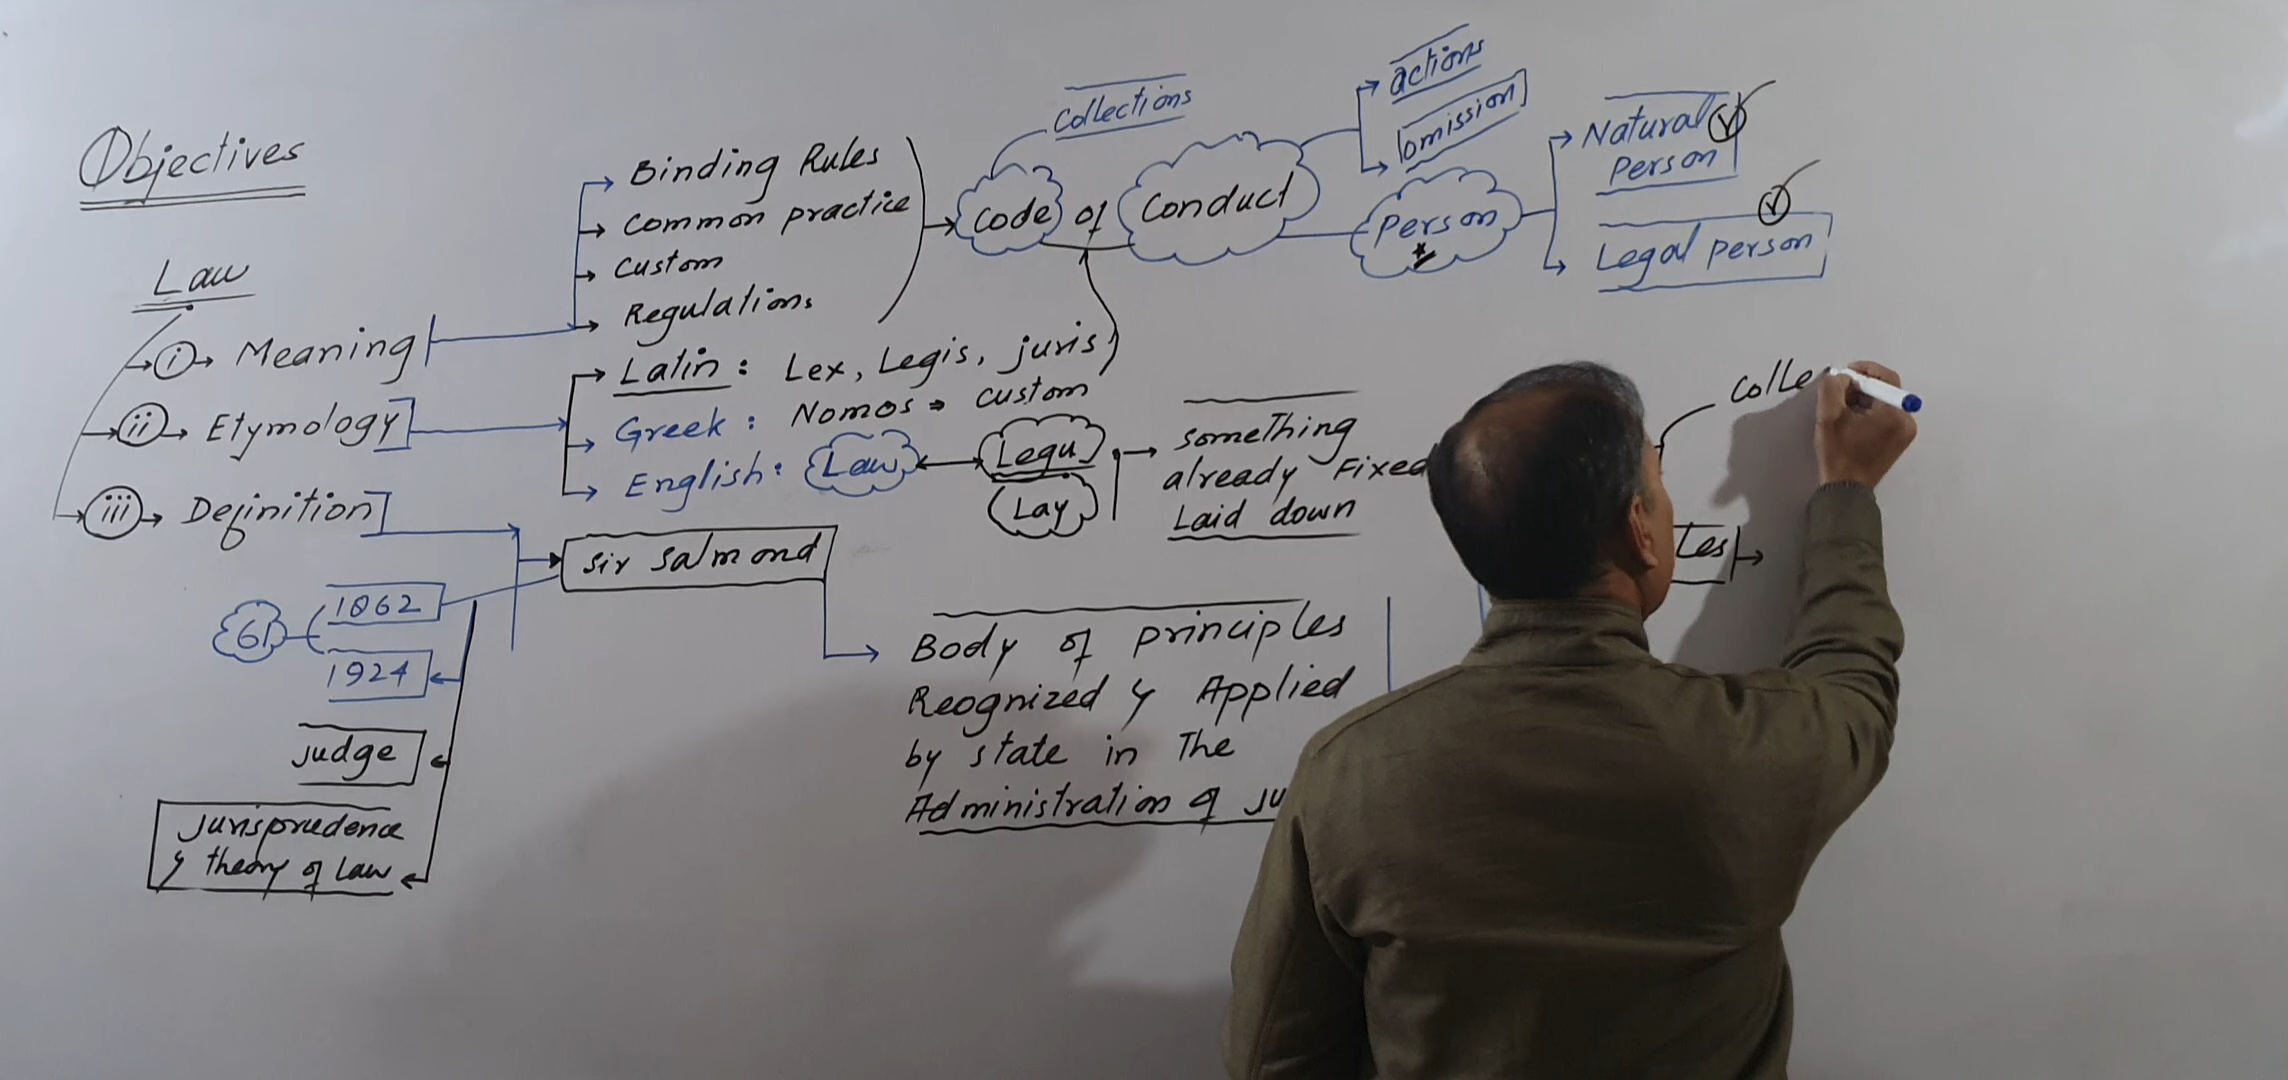 Objectives
Law
i → Meaning
ii → Etymology
iii → Definition
Binding Rules
Common practice
Custom
Regulations
Collections
Code of Conduct
actions
omission
Person
Natural
Person
Legal person
Latin : Lex, Legis, juris
Greek : Nomos → custom
English : Law
Legu
Lay
something
already Fixed
Laid down
Sir Salmond
1862
61
1924
judge
jurisprudence
y theory of law
Body of principles
Reognized y Applied
by state in The
Administration of ju
Colle
Les